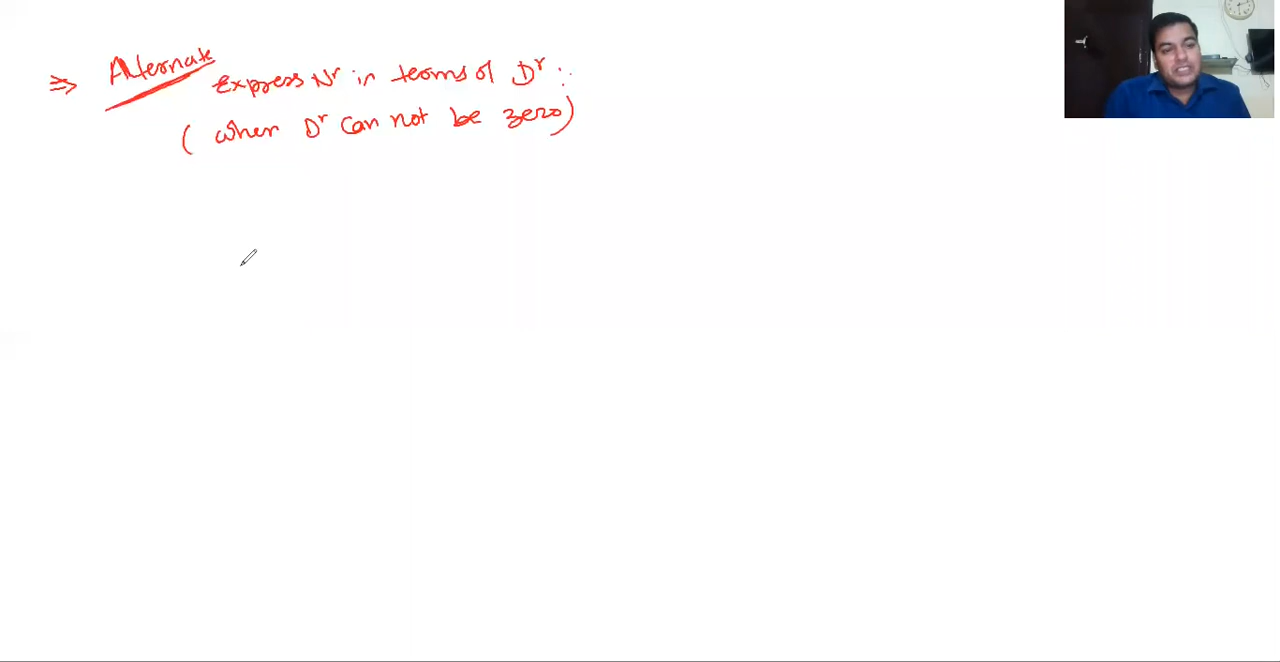 ⇒ Alternate Express Nʳ in terms of Dʳ :
( when Dʳ can not be zero)